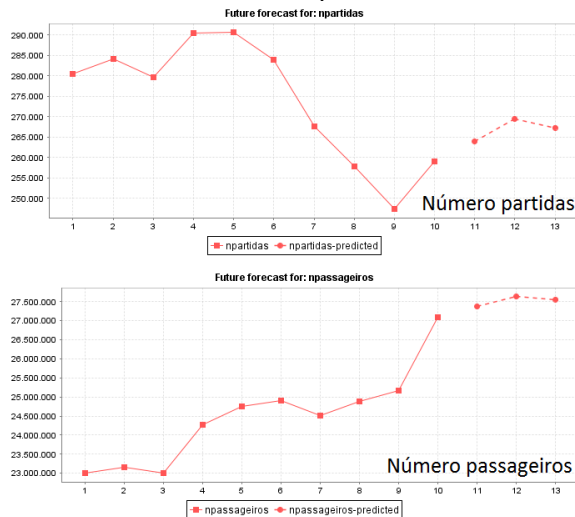 Future forecast for: npartidas
290.000
285.000
280.000
275.000
270.000
265.000
260.000
255.000
250.000
Número partidas
1 2 3 4 5 6 7 8 9 10 11 12 13
npartidas npartidas-predicted
Future forecast for: npassageiros
27.500.000
27.000.000
26.500.000
26.000.000
25.500.000
25.000.000
24.500.000
24.000.000
23.500.000
23.000.000
Número passageiros
1 2 3 4 5 6 7 8 9 10 11 12 13
npassageiros npassageiros-predicted